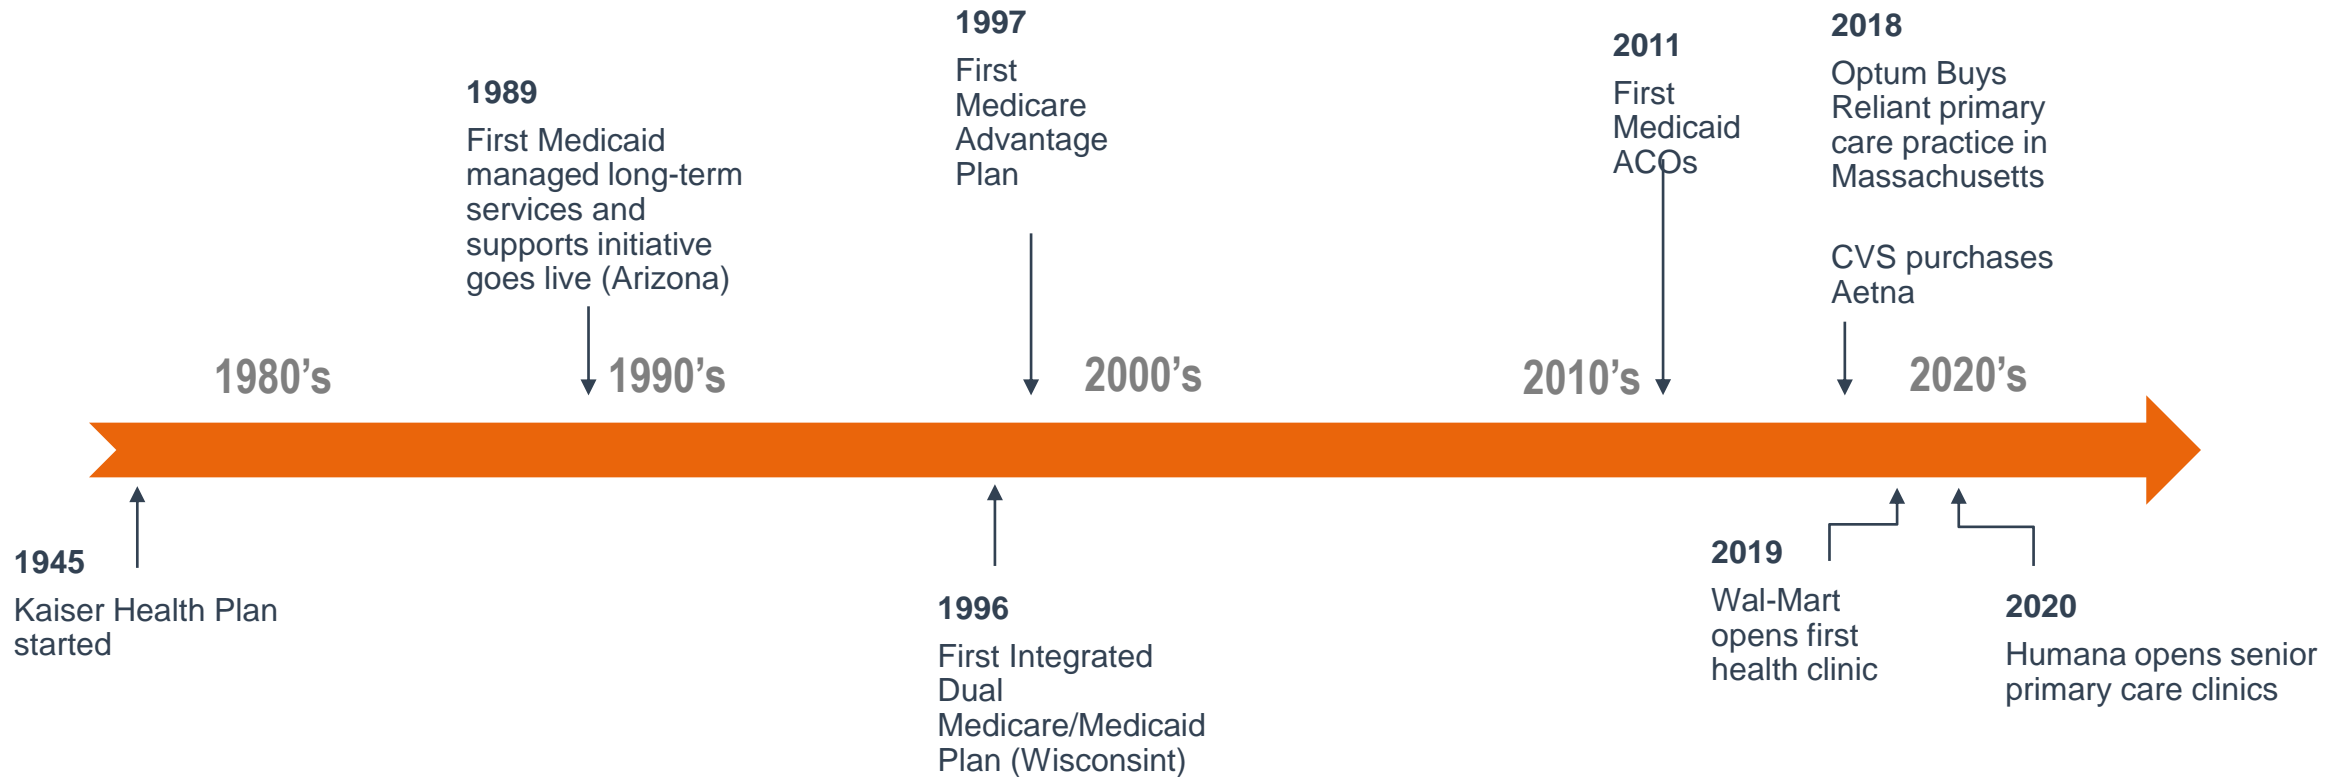 1997
First
Medicare
Advantage
Plan
2018
Optum Buys
Reliant primary
care practice in
Massachusetts
CVS purchases
Aetna
2011
First
Medicaid
ACOs
1989
First Medicaid
managed long-term
services and
supports initiative
goes live (Arizona)
1980’s
1990’s
2000’s
2010’s
2020’s
1945
Kaiser Health Plan
started
1996
First Integrated
Dual
Medicare/Medicaid
Plan (Wisconsint)
2019
Wal-Mart
opens first
health clinic
2020
Humana opens senior
primary care clinics